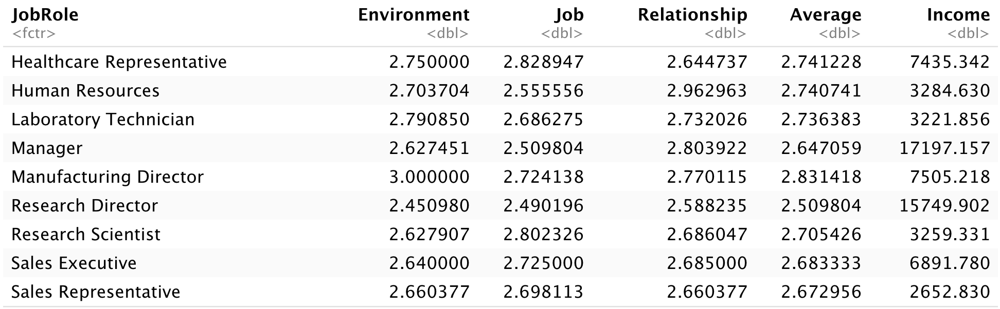 JobRole Environment Job Relationship Average Income
<fctr> <dbl> <dbl> <dbl> <dbl> <dbl>
Healthcare Representative 2.750000 2.828947 2.644737 2.741228 7435.342
Human Resources 2.703704 2.555556 2.962963 2.740741 3284.630
Laboratory Technician 2.790850 2.686275 2.732026 2.736383 3221.856
Manager 2.627451 2.509804 2.803922 2.647059 17197.157
Manufacturing Director 3.000000 2.724138 2.770115 2.831418 7505.218
Research Director 2.450980 2.490196 2.588235 2.509804 15749.902
Research Scientist 2.627907 2.802326 2.686047 2.705426 3259.331
Sales Executive 2.640000 2.725000 2.685000 2.683333 6891.780
Sales Representative 2.660377 2.698113 2.660377 2.672956 2652.830